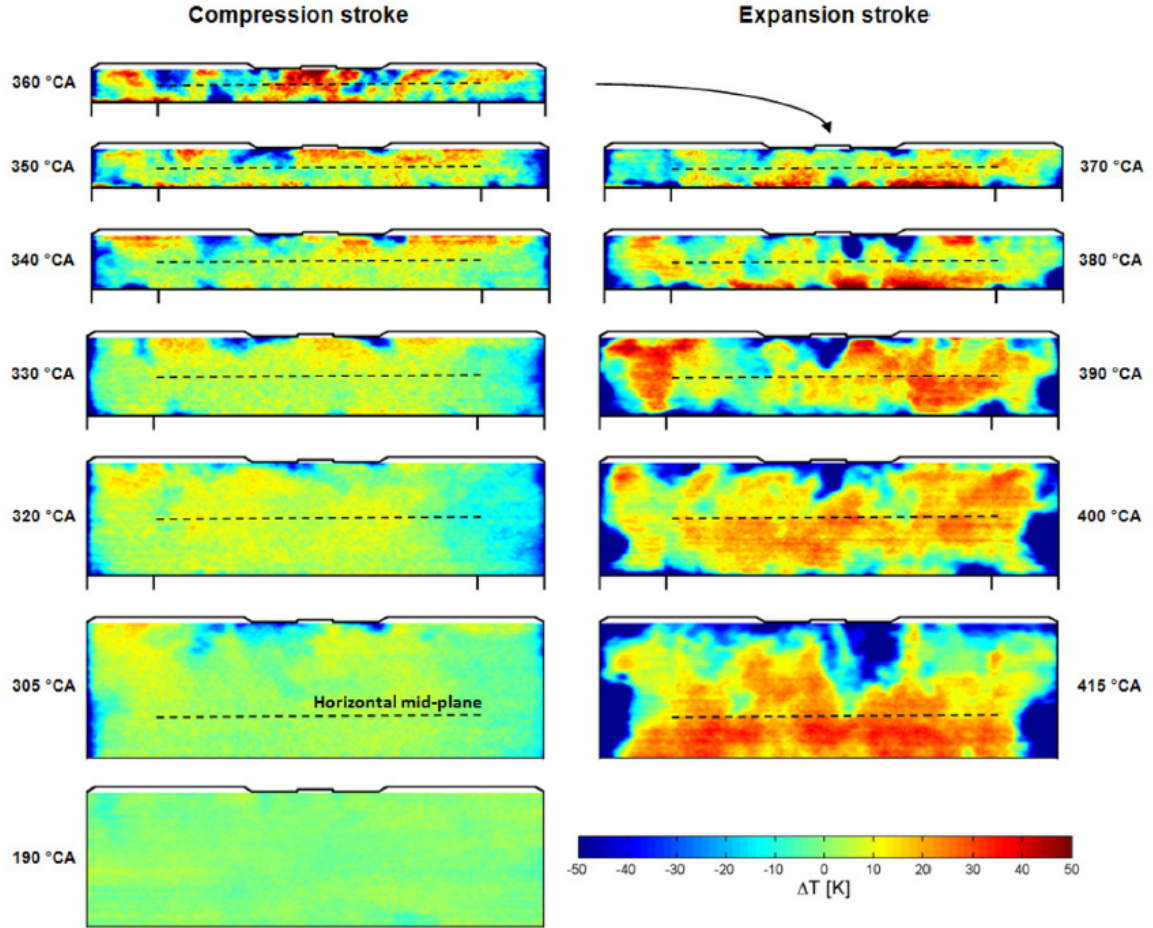 Compression stroke
Expansion stroke
360 °CA
350 °CA
370 °CA
340 °CA
380 °CA
330 °CA
390 °CA
320 °CA
400 °CA
305 °CA
Horizontal mid-plane
415 °CA
190 °CA
-50 -40 -30 -20 -10 0 10 20 30 40 50
ΔT [K]